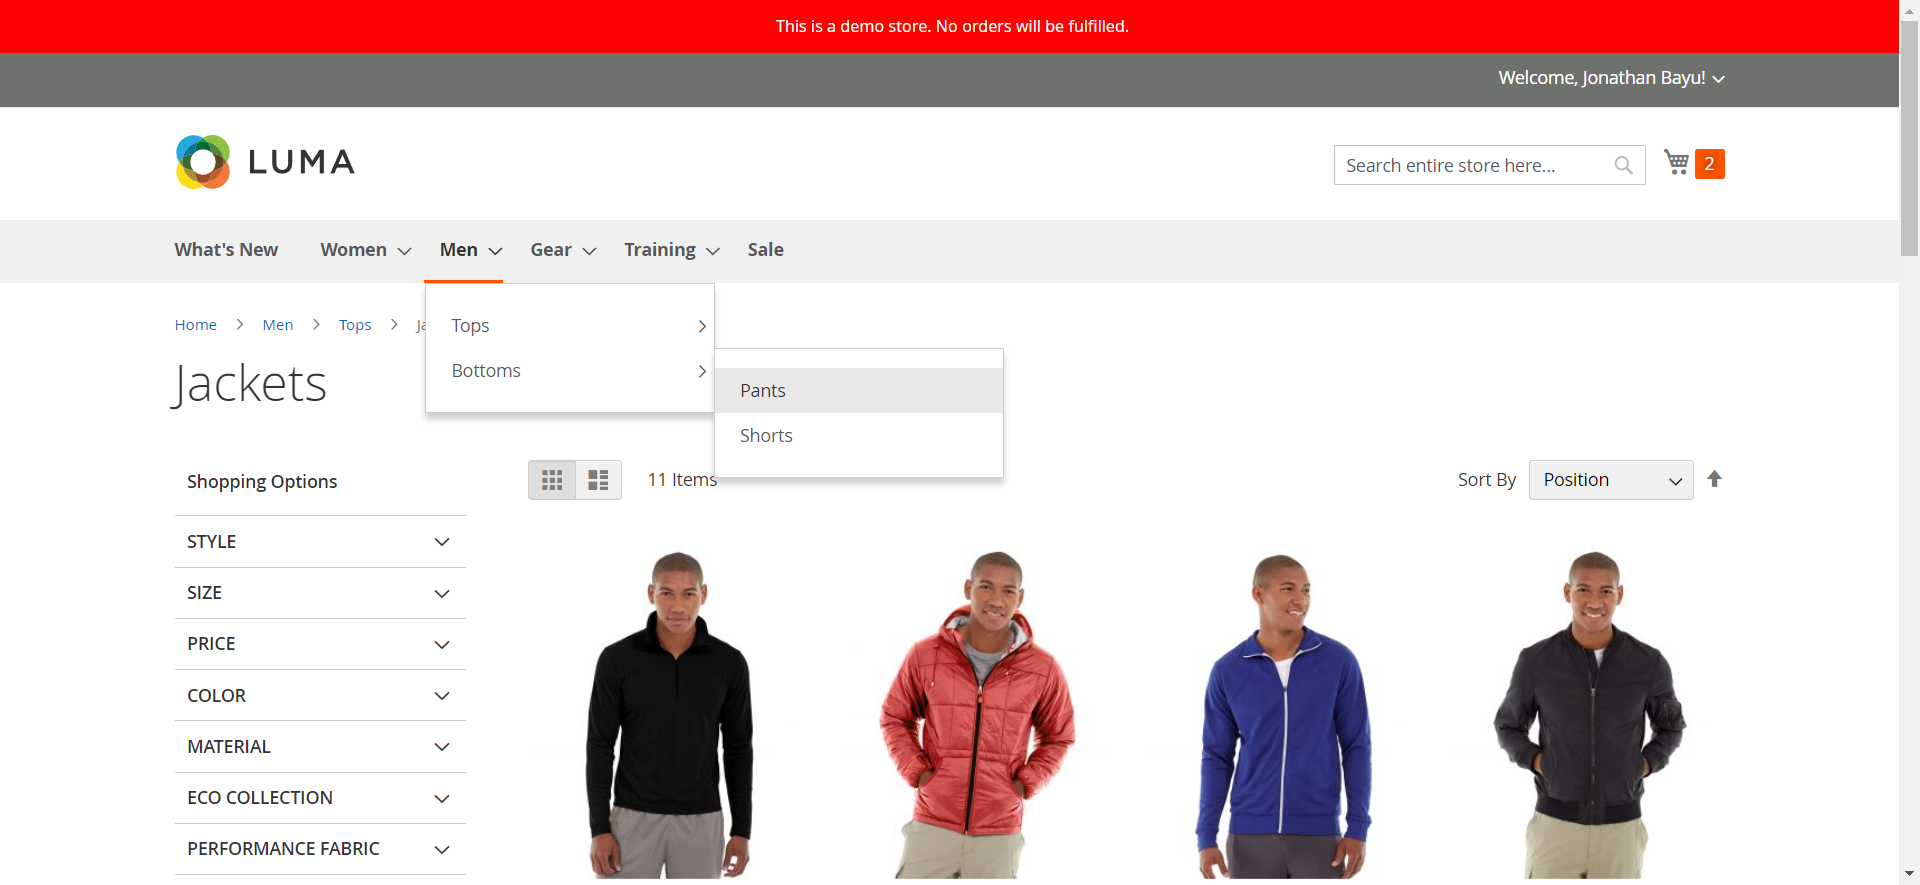 This is a demo store. No orders will be fulfilled.
Welcome, Jonathan Bayu!
LUMA
Search entire store here...
2
What's New
Women
Men
Gear
Training
Sale
Home
Men
Tops
Ja
Tops
Bottoms
Pants
Shorts
Jackets
Shopping Options
11 Items
Sort By
Position
STYLE
SIZE
PRICE
COLOR
MATERIAL
ECO COLLECTION
PERFORMANCE FABRIC